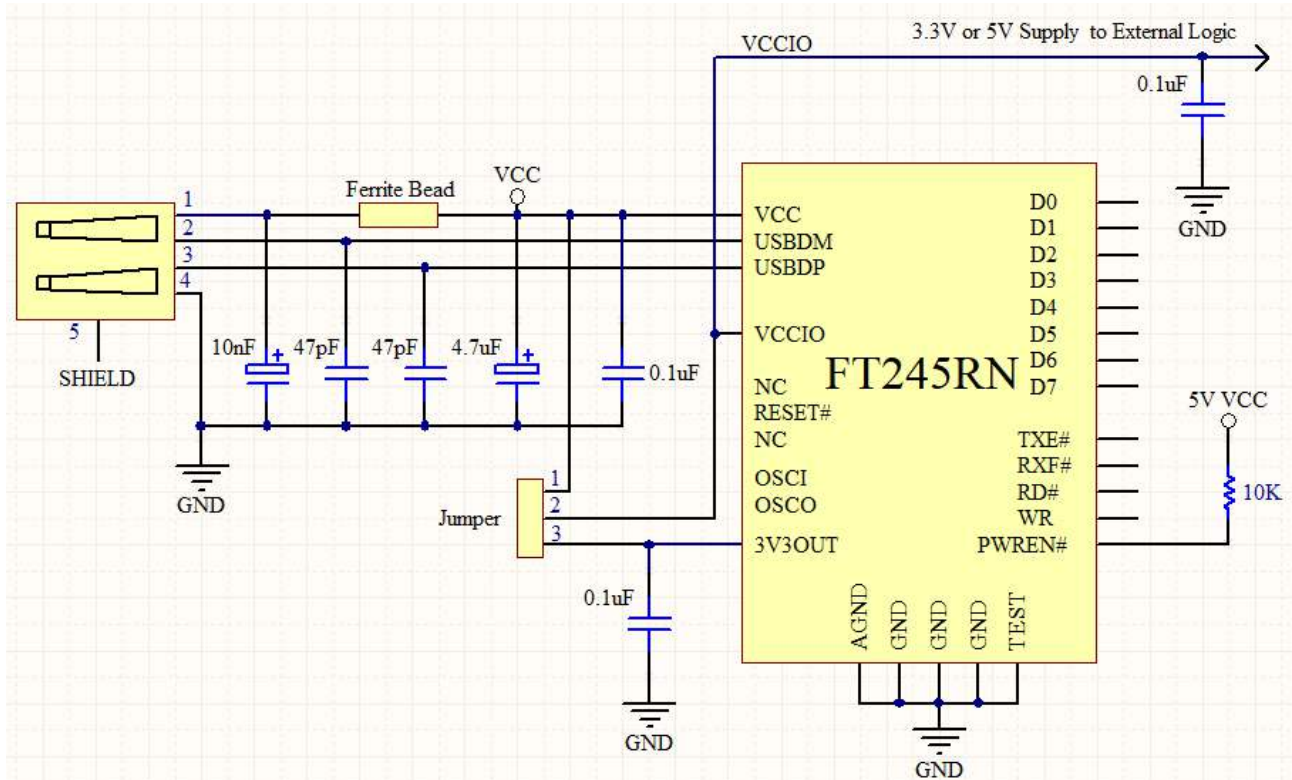 3.3V or 5V Supply to External Logic
VCCIO
0.1uF
GND
VCC
Ferrite Bead
1
2
3
4
5
SHIELD
10nF
+
47pF
47pF
4.7uF
+
0.1uF
GND
Jumper
1
2
3
0.1uF
GND
FT245RN
VCC
USBDM
USBDP
VCCIO
NC
RESET#
NC
OSCI
OSCO
3V3OUT
D0
D1
D2
D3
D4
D5
D6
D7
TXE#
RXF#
RD#
WR
PWREN#
AGND
GND
GND
GND
TEST
GND
5V VCC
10K